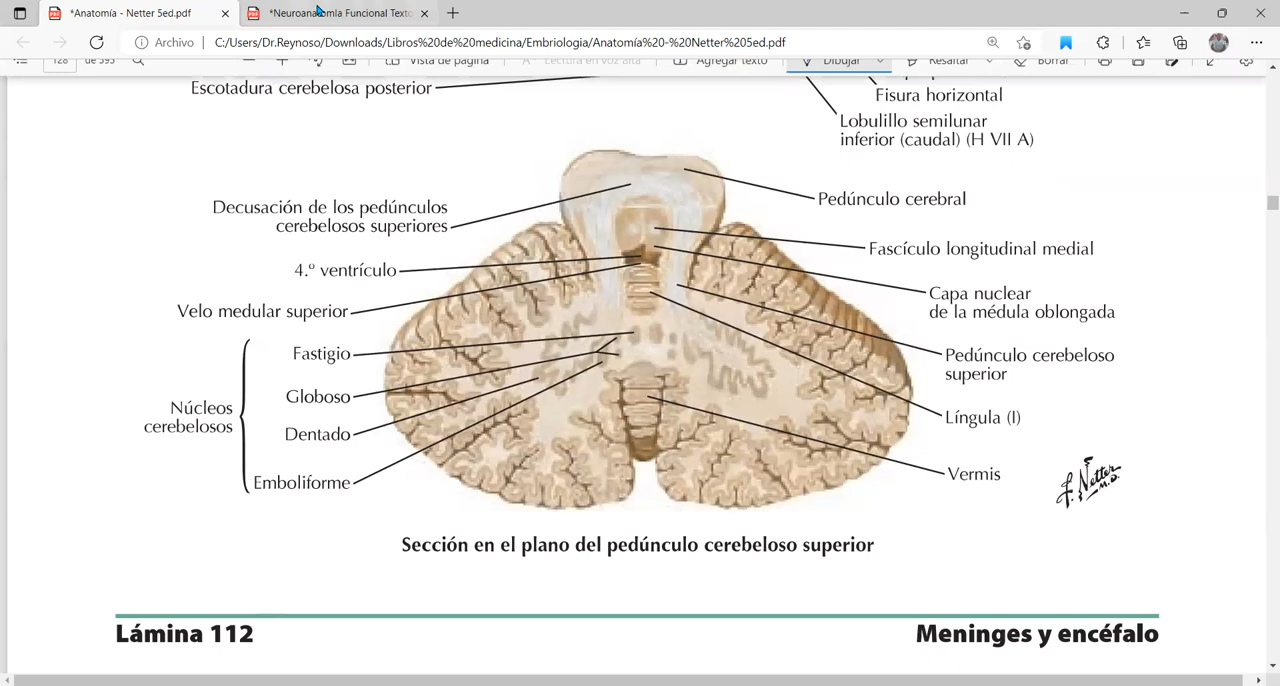 *Anatomía - Netter 5ed.pdf
*Neuroanatomía Funcional Texto
Archivo
C:/Users/Dr.Reynoso/Downloads/Libros%20de%20medicina/Embriologia/Anatomía%20-%20Netter%205ed.pdf
128 de 595
Vista de página
Lectura en voz alta
Agregar texto
Dibujar
Resaltar
Borrar
Escotadura cerebelosa posterior
Fisura horizontal
Lobulillo semilunar
inferior (caudal) (H VII A)
Decusación de los pedúnculos
cerebelosos superiores
4.º ventrículo
Velo medular superior
Fastigio
Globoso
Dentado
Emboliforme
Núcleos
cerebelosos
Pedúnculo cerebral
Fascículo longitudinal medial
Capa nuclear
de la médula oblongada
Pedúnculo cerebeloso
superior
Língula (I)
Vermis
F. Netter
M.D.
Sección en el plano del pedúnculo cerebeloso superior
Lámina 112
Meninges y encéfalo